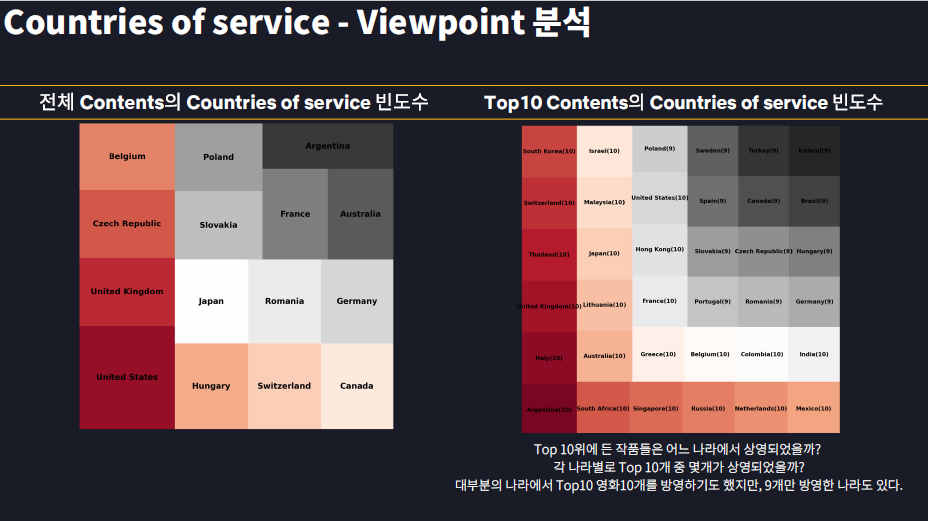 Countries of service - Viewpoint 분석
전체 Contents의 Countries of service 빈도수
Belgium
Poland
Argentina
Czech Republic
Slovakia
France
Australia
United Kingdom
Japan
Romania
Germany
United States
Hungary
Switzerland
Canada
Top10 Contents의 Countries of service 빈도수
South Korea(10) Israel(10) Poland(9) Sweden(9) Turkey(9) Iceland(9)
Switzerland(10) Malaysia(10) United States(10) Spain(9) Canada(9) Brazil(9)
Thailand(10) Japan(10) Hong Kong(10) Slovakia(9) Czech Republic(9) Hungary(9)
United Kingdom(10) Lithuania(10) France(10) Portugal(9) Romania(9) Germany(9)
Italy(10) Australia(10) Greece(10) Belgium(10) Colombia(10) India(10)
Argentina(10) South Africa(10) Singapore(10) Russia(10) Netherlands(10) Mexico(10)
Top 10위에 든 작품들은 어느 나라에서 상영되었을까?
각 나라별로 Top 10개 중 몇개가 상영되었을까?
대부분의 나라에서 Top10 영화10개를 방영하기도 했지만, 9개만 방영한 나라도 있다.